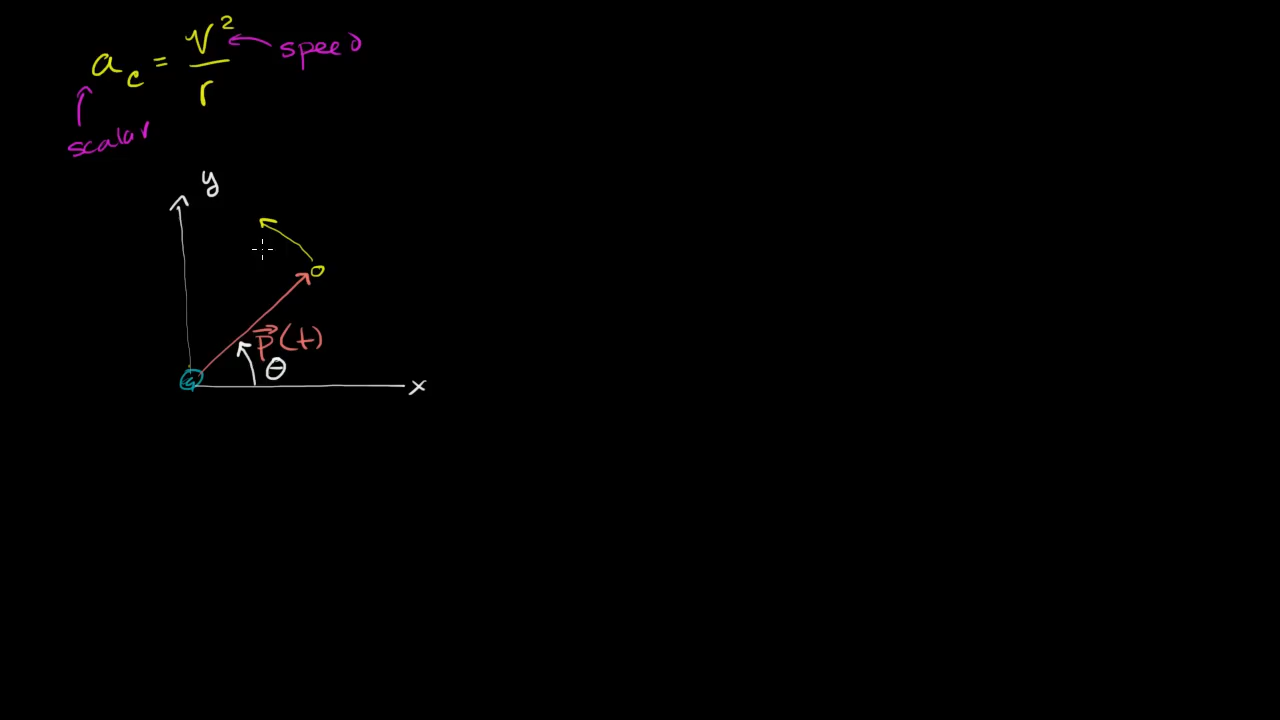 a_c = v²/r ← speed
scalar
y
p⃗(t)
θ
x